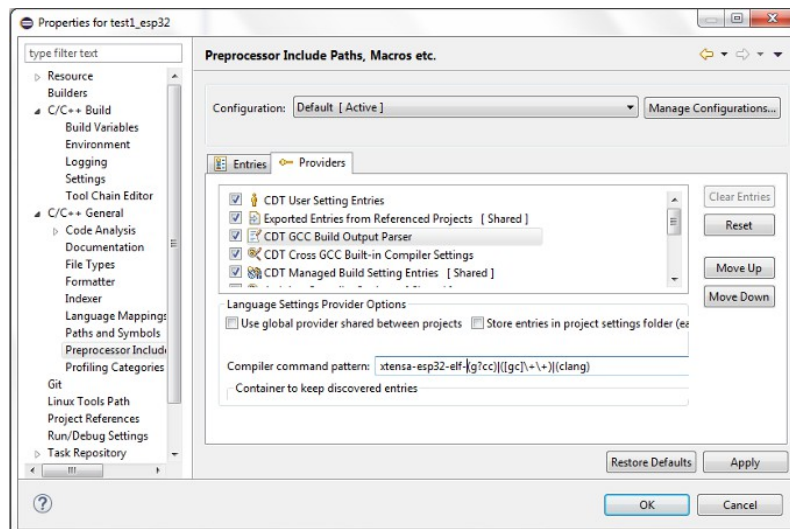 Properties for test1_esp32
type filter text
Resource
Builders
C/C++ Build
Build Variables
Environment
Logging
Settings
Tool Chain Editor
C/C++ General
Code Analysis
Documentation
File Types
Formatter
Indexer
Language Mappings
Paths and Symbols
Preprocessor Include
Profiling Categories
Git
Linux Tools Path
Project References
Run/Debug Settings
Task Repository
Preprocessor Include Paths, Macros etc.
Configuration: Default [ Active ] Manage Configurations...
Entries Providers
CDT User Setting Entries
Exported Entries from Referenced Projects [ Shared ]
CDT GCC Build Output Parser
CDT Cross GCC Built-in Compiler Settings
CDT Managed Build Setting Entries [ Shared ]
Clear Entries
Reset
Move Up
Move Down
Language Settings Provider Options
Use global provider shared between projects Store entries in project settings folder (ea
Compiler command pattern: xtensa-esp32-elf-(g?cc)|([gc]\+\+)|(clang)
Container to keep discovered entries
Restore Defaults Apply
OK Cancel